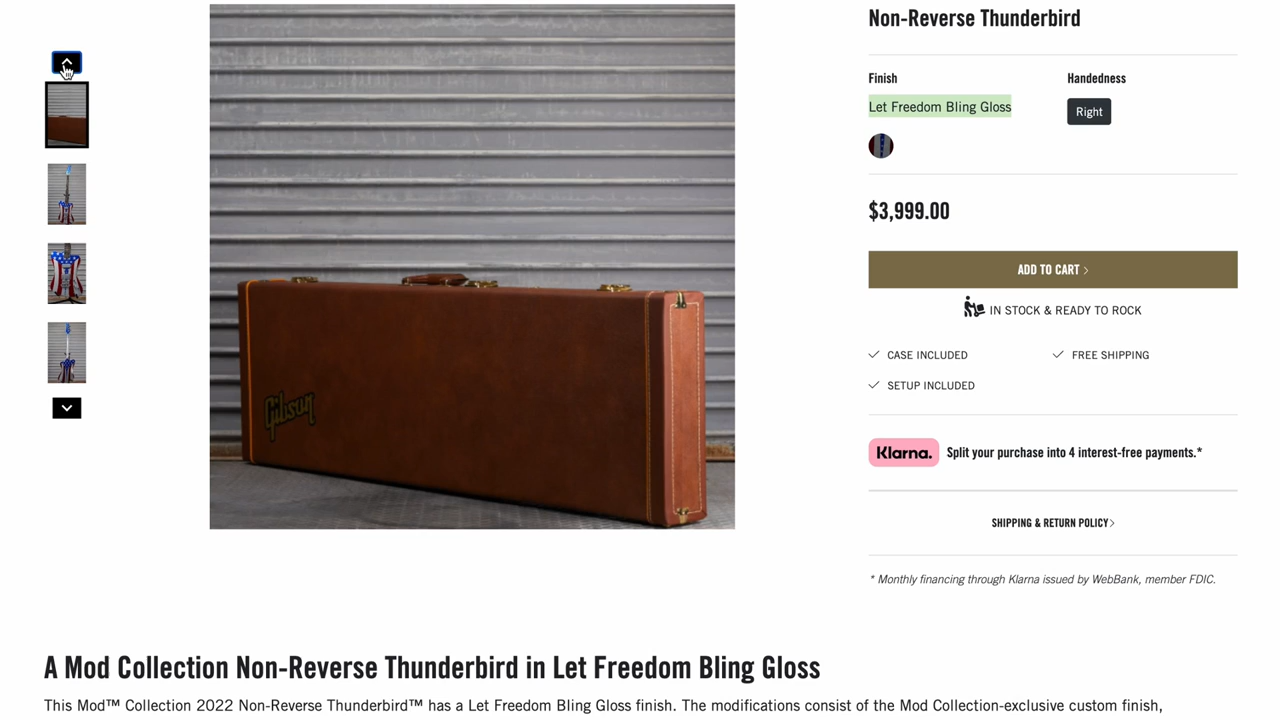 Non-Reverse Thunderbird
Finish
Handedness
Let Freedom Bling Gloss
Right
$3,999.00
ADD TO CART
IN STOCK & READY TO ROCK
CASE INCLUDED
FREE SHIPPING
SETUP INCLUDED
Gibson
Klarna. Split your purchase into 4 interest-free payments.*
SHIPPING & RETURN POLICY
* Monthly financing through Klarna issued by WebBank, member FDIC.
A Mod Collection Non-Reverse Thunderbird in Let Freedom Bling Gloss
This Mod™ Collection 2022 Non-Reverse Thunderbird™ has a Let Freedom Bling Gloss finish. The modifications consist of the Mod Collection-exclusive custom finish,